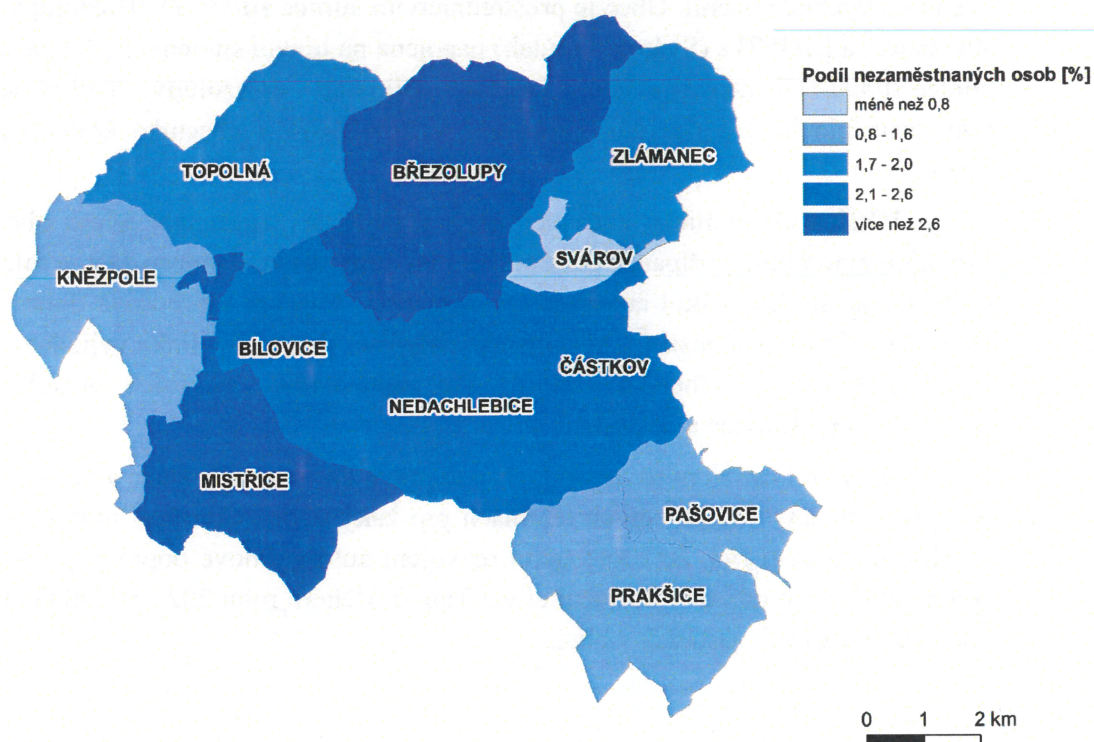 Podíl nezaměstnaných osob [%]
méně než 0,8
0,8 - 1,6
1,7 - 2,0
2,1 - 2,6
více než 2,6
ZLÁMANEC
TOPOLNÁ
BŘEZOLUPY
SVÁROV
KNĚŽPOLE
BÍLOVICE
ČÁSTKOV
NEDACHLEBICE
MISTŘICE
PAŠOVICE
PRAKŠICE
0 1 2 km